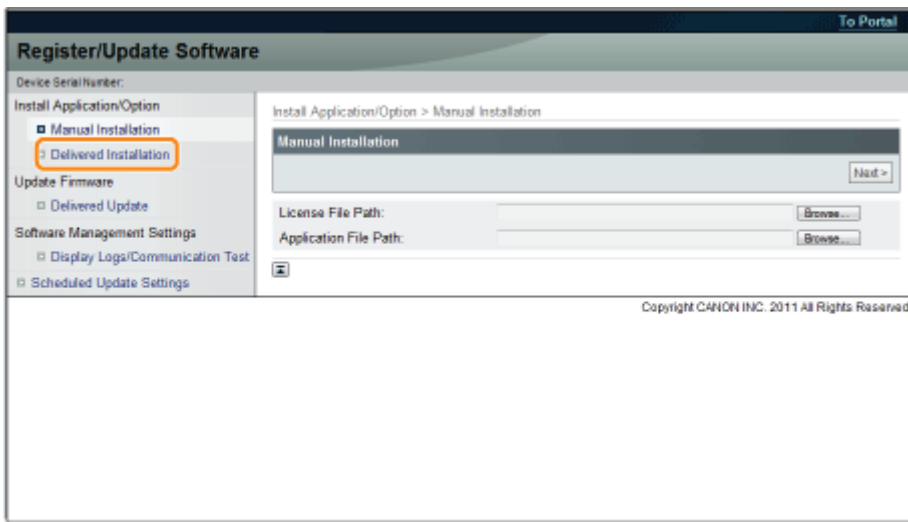 To Portal
Register/Update Software
Device Serial Number:
Install Application/Option
Manual Installation
Delivered Installation
Update Firmware
Delivered Update
Software Management Settings
Display Logs/Communication Test
Scheduled Update Settings
Install Application/Option > Manual Installation
Manual Installation
Next >
License File Path:
Browse...
Application File Path:
Browse...
Copyright CANON INC. 2011 All Rights Reserved